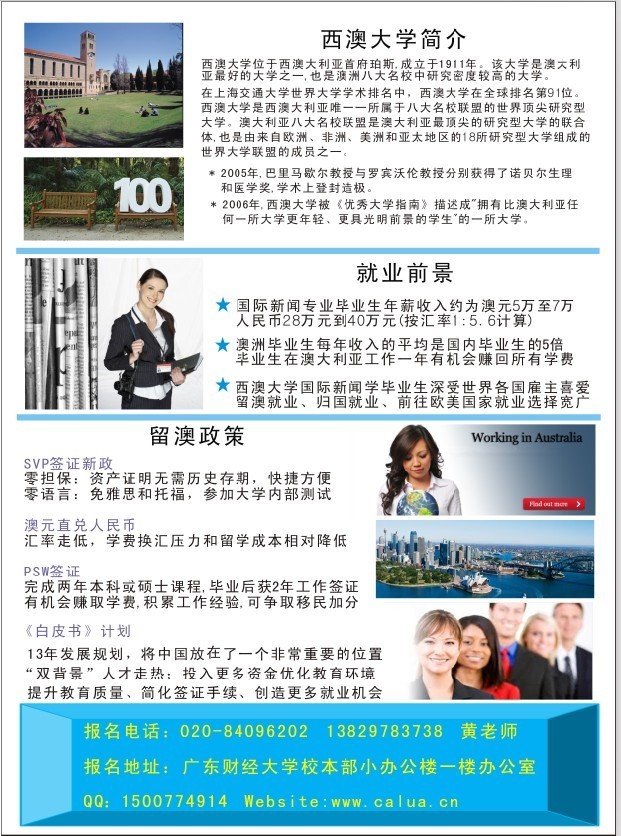 西澳大学简介
西澳大学位于西澳大利亚首府珀斯,成立于1911年。该大学是澳大利
亚最好的大学之一,也是澳洲八大名校中研究密度较高的大学。
在上海交通大学世界大学学术排名中，西澳大学在全球排名第91位。
西澳大学是西澳大利亚唯一一所属于八大名校联盟的世界顶尖研究型
大学。澳大利亚八大名校联盟是澳大利亚最顶尖的研究型大学的联合
体,也是由来自欧洲、非洲、美洲和亚太地区的18所研究型大学组成的
世界大学联盟的成员之一。
* 2005年,巴里马歇尔教授与罗宾沃伦教授分别获得了诺贝尔生理
和医学奖,学术上登封造极。
* 2006年,西澳大学被《优秀大学指南》描述成“拥有比澳大利亚任
何一所大学更年轻、更具光明前景的学生”的一所大学。
100
就业前景
★ 国际新闻专业毕业生年薪收入约为澳元5万至7万
人民币28万元到40万元(按汇率1:5.6计算)
★ 澳洲毕业生每年收入的平均是国内毕业生的5倍
毕业生在澳大利亚工作一年有机会赚回所有学费
★ 西澳大学国际新闻学毕业生深受世界各国雇主喜爱
留澳就业、归国就业、前往欧美国家就业选择宽广
留澳政策
SVP签证新政
零担保：资产证明无需历史存期，快捷方便
零语言：免雅思和托福，参加大学内部测试
澳元直兑人民币
汇率走低，学费换汇压力和留学成本相对降低
PSW签证
完成两年本科或硕士课程,毕业后获2年工作签证
有机会赚取学费,积累工作经验,可争取移民加分
《白皮书》计划
13年发展规划，将中国放在了一个非常重要的位置
“双背景”人才走热：投入更多资金优化教育环境
提升教育质量、简化签证手续、创造更多就业机会
Working in Australia
Find out more
报名电话：020-84096202 13829783738 黄老师
报名地址：广东财经大学校本部小办公楼一楼办公室
QQ：1500774914 Website:www.calua.cn